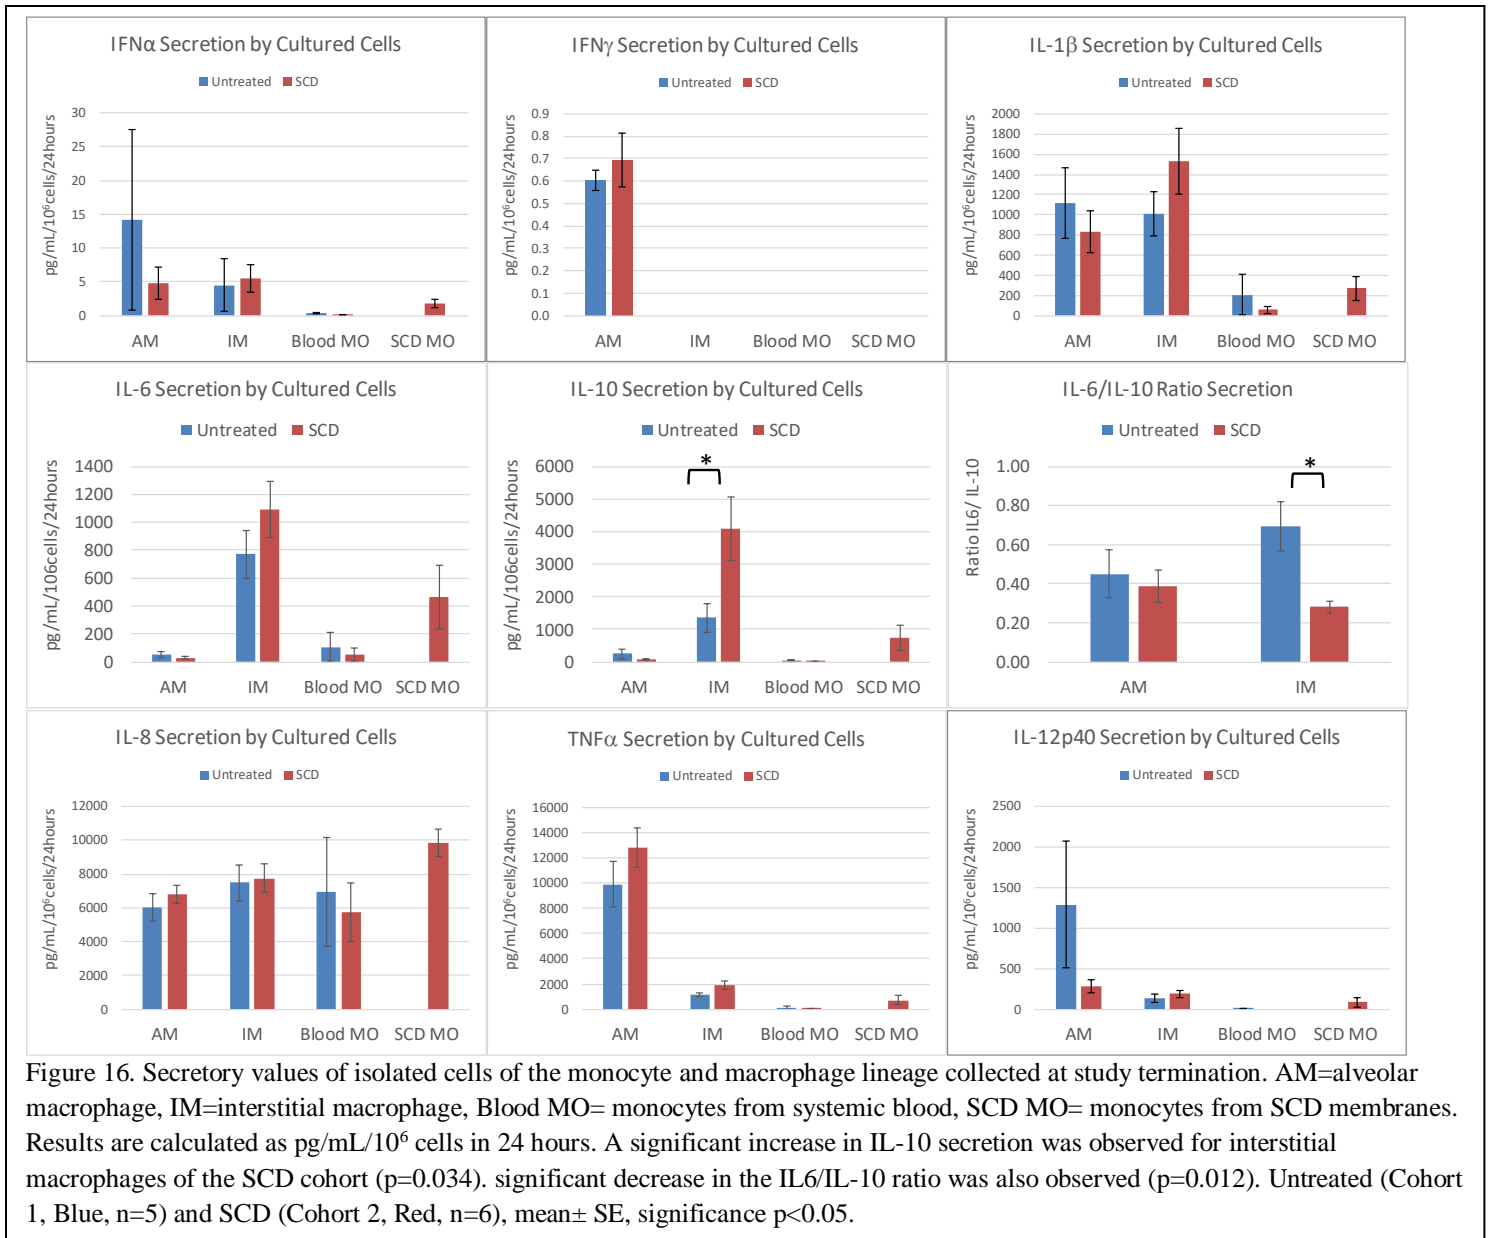 IFNα Secretion by Cultured Cells
Untreated SCD
pg/mL/10⁶cells/24hours
30
25
20
15
10
5
0
AM IM Blood MO SCD MO
IFNγ Secretion by Cultured Cells
Untreated SCD
pg/mL/10⁶cells/24hours
0.9
0.8
0.7
0.6
0.5
0.4
0.3
0.2
0.1
0.0
AM IM Blood MO SCD MO
IL-1β Secretion by Cultured Cells
Untreated SCD
pg/mL/10⁶cells/24hours
2000
1800
1600
1400
1200
1000
800
600
400
200
0
AM IM Blood MO SCD MO
IL-6 Secretion by Cultured Cells
Untreated SCD
pg/mL/106cells/24hours
1400
1200
1000
800
600
400
200
0
AM IM Blood MO SCD MO
IL-10 Secretion by Cultured Cells
Untreated SCD
pg/mL/106cells/24hours
6000
5000
4000
3000
2000
1000
0
*
AM IM Blood MO SCD MO
IL-6/IL-10 Ratio Secretion
Untreated SCD
Ratio IL6/ IL-10
1.00
0.80
0.60
0.40
0.20
0.00
*
AM IM
IL-8 Secretion by Cultured Cells
Untreated SCD
pg/mL/10⁶cells/24hours
12000
10000
8000
6000
4000
2000
0
AM IM Blood MO SCD MO
TNFα Secretion by Cultured Cells
Untreated SCD
pg/mL/10⁶cells/24hours
16000
14000
12000
10000
8000
6000
4000
2000
0
AM IM Blood MO SCD MO
IL-12p40 Secretion by Cultured Cells
Untreated SCD
pg/mL/10⁶cells/24hours
2500
2000
1500
1000
500
0
AM IM Blood MO SCD MO
Figure 16. Secretory values of isolated cells of the monocyte and macrophage lineage collected at study termination. AM=alveolar
macrophage, IM=interstitial macrophage, Blood MO= monocytes from systemic blood, SCD MO= monocytes from SCD membranes.
Results are calculated as pg/mL/10⁶ cells in 24 hours. A significant increase in IL-10 secretion was observed for interstitial
macrophages of the SCD cohort (p=0.034). significant decrease in the IL6/IL-10 ratio was also observed (p=0.012). Untreated (Cohort
1, Blue, n=5) and SCD (Cohort 2, Red, n=6), mean± SE, significance p<0.05.